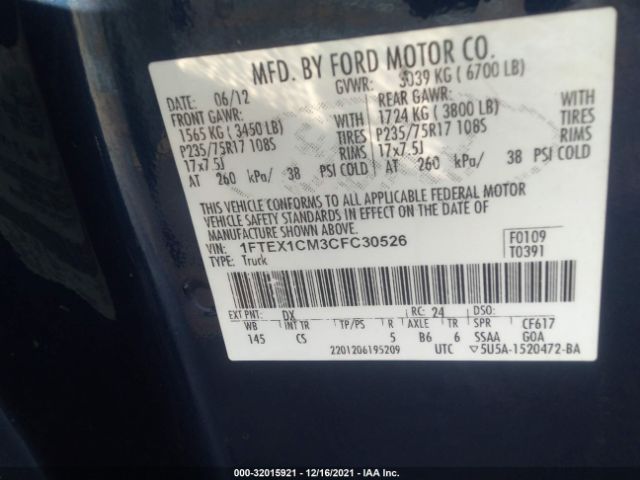 MFD. BY FORD MOTOR CO.
DATE: 06/12 GVWR: 3039 KG ( 6700 LB)
FRONT GAWR: WITH REAR GAWR: WITH
1565 KG ( 3450 LB) TIRES 1724 KG ( 3800 LB) TIRES
P235/75R17 108S RIMS P235/75R17 108S RIMS
17x7.5J 17x7.5J
AT 260 kPa/ 38 PSI COLD AT 260 kPa/ 38 PSI COLD
THIS VEHICLE CONFORMS TO ALL APPLICABLE FEDERAL MOTOR
VEHICLE SAFETY STANDARDS IN EFFECT ON THE DATE OF
MANUFACTURE SHOWN ABOVE.
VIN: 1FTEX1CM3CFC30526 F0109
TYPE: Truck T0391
EXT PNT: DX RC: 24 DSO:
WB INT TR TP/PS R AXLE TR SPR CF617
145 CS 5 B6 6 SSAA GOA
2201206195209 UTC ▽5U5A-1520472-BA
000-32015921 - 12/16/2021 - IAAI.COM